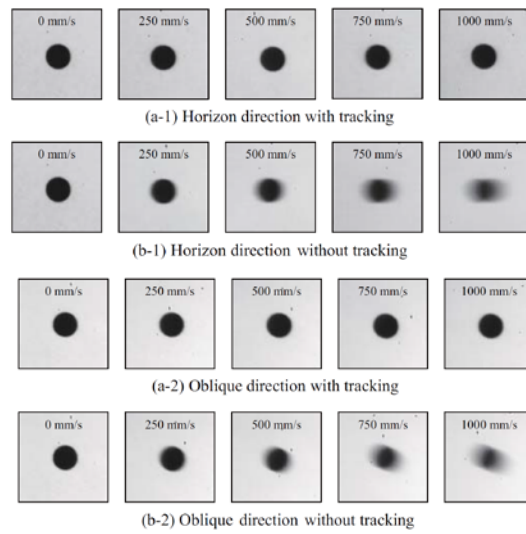 0 mm/s 250 mm/s 500 mm/s 750 mm/s 1000 mm/s
(a-1) Horizon direction with tracking
0 mm/s 250 mm/s 500 mm/s 750 mm/s 1000 mm/s
(b-1) Horizon direction without tracking
0 mm/s 250 mm/s 500 mm/s 750 mm/s 1000 mm/s
(a-2) Oblique direction with tracking
0 mm/s 250 mm/s 500 mm/s 750 mm/s 1000 mm/s
(b-2) Oblique direction without tracking